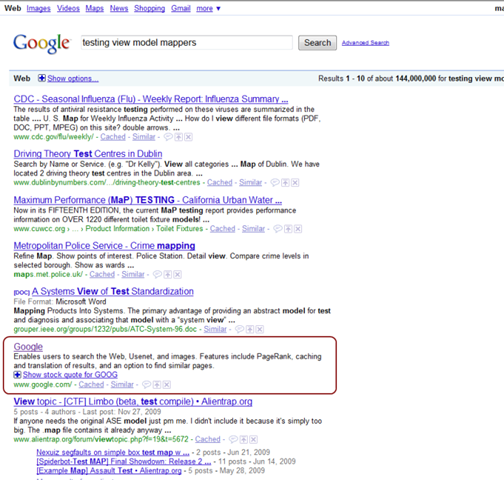 Web Images Videos Maps News Shopping Gmail more ▼
Google testing view model mappers Search Advanced Search
Web Show options... Results 1 - 10 of about 144,000,000 for testing view
CDC - Seasonal Influenza (Flu) - Weekly Report: Influenza Summary ...
The results of antiviral resistance testing performed on these viruses are summarized in the
table .... U. S. Map for Weekly Influenza Activity ... How do I view different file formats (PDF,
DOC, PPT, MPEG) on this site? double arrows. ...
www.cdc.gov/flu/weekly/ - Cached - Similar -
Driving Theory Test Centres in Dublin
Search by Name or Service. (e.g. "Dr Kelly"). View all categories ... Map of Dublin. We have
located 2 driving theory test centres in the Dublin area. ...
www.dublinbynumbers.com/.../driving-theory-test-centres - Cached - Similar -
Maximum Performance (MaP) TESTING - California Urban Water ...
Now in its FIFTEENTH EDITION, the current MaP testing report provides performance
information on OVER 1220 different toilet fixture models! ...
www.cuwcc.org › ... › Product Information › Toilet Fixtures - Cached - Similar -
Metropolitan Police Service - Crime mapping
Refine Map. Show points of interest. Police Station. Detail view. Compare crime levels in
selected borough. Show as wards ...
maps.met.police.uk/ - Cached - Similar -
[DOC] A Systems View of Test Standardization
File Format: Microsoft Word
Mapping Products Into Systems. The primary advantage of providing an abstract model for test
and diagnosis and associating that model with a "system view" ...
grouper.ieee.org/groups/1232/pubs/ATC-System-96.doc - Similar -
Google
Enables users to search the Web, Usenet, and images. Features include PageRank, caching
and translation of results, and an option to find similar pages.
Show stock quote for GOOG
www.google.com/ - Cached - Similar -
View topic - [CTF] Limbo (beta, test compile) • Alientrap.org
5 posts - 4 authors - Last post: Nov 27, 2009
If anyone needs the original ASE model just pm me. I didn't include it because it's simply too
big. The .map file contains it already anyway ...
www.alientrap.org/forum/viewtopic.php?f=19&t=5672 - Cached -
Nexuiz segfaults on simple box test map w ... - 2 posts - Jun 21, 2009
[Spiderbot-Test MAP] Final Showdown: Release 2 ... - 11 posts - Jun 14, 2009
[Example Map] Assault Test • Alientrap.org - 5 posts - May 28, 2009